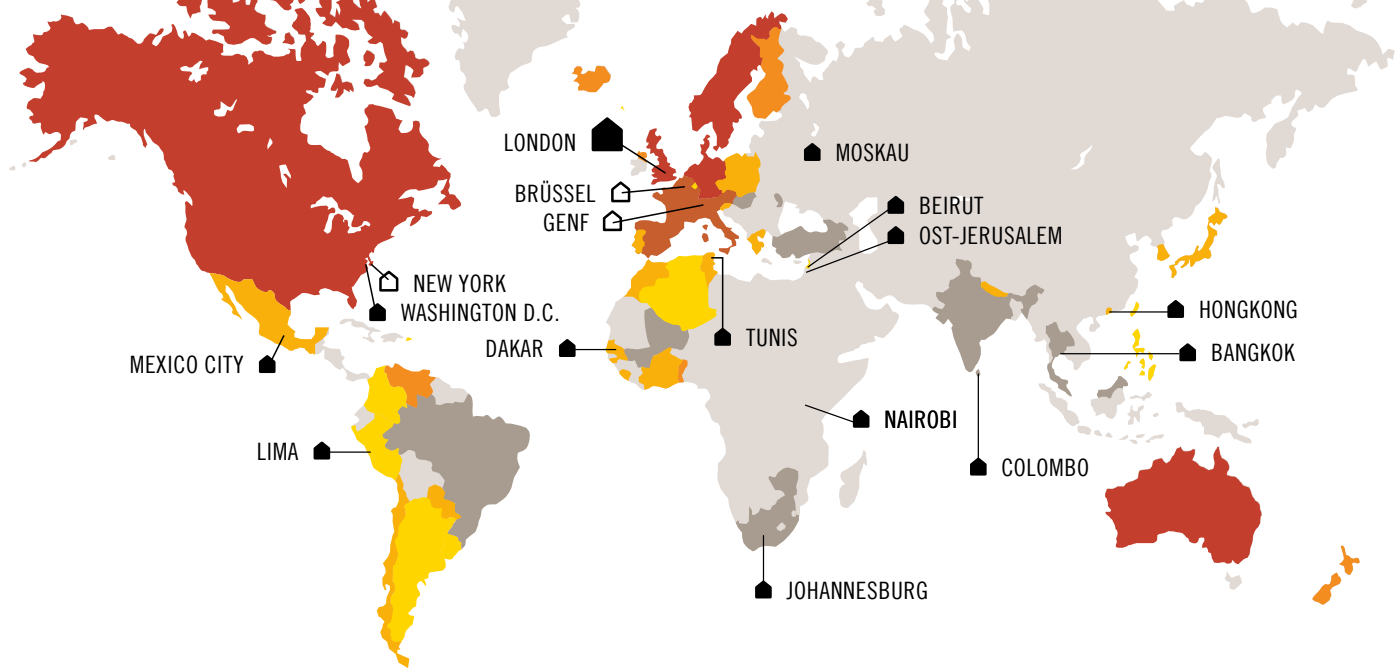 LONDON
MOSKAU
BRÜSSEL
GENF
BEIRUT
OST-JERUSALEM
NEW YORK
WASHINGTON D.C.
HONGKONG
TUNIS
DAKAR
BANGKOK
MEXICO CITY
NAIROBI
LIMA
COLOMBO
JOHANNESBURG